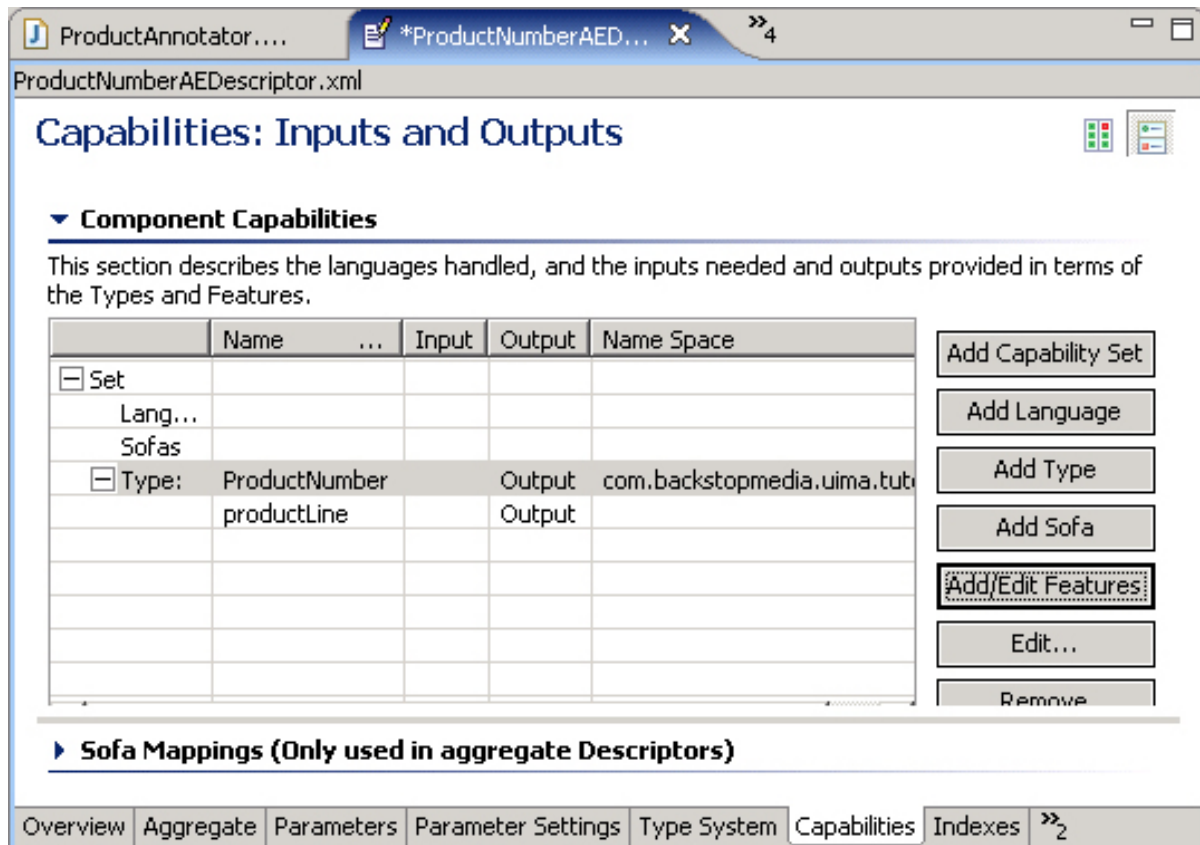 ProductAnnotator.... *ProductNumberAED... »4
ProductNumberAEDescriptor.xml
Capabilities: Inputs and Outputs
Component Capabilities
This section describes the languages handled, and the inputs needed and outputs provided in terms of
the Types and Features.
Name ... Input Output Name Space
Set
Lang...
Sofas
Type: ProductNumber Output com.backstopmedia.uima.tut
productLine Output
Add Capability Set
Add Language
Add Type
Add Sofa
Add/Edit Features
Edit...
Remove
Sofa Mappings (Only used in aggregate Descriptors)
Overview Aggregate Parameters Parameter Settings Type System Capabilities Indexes »2